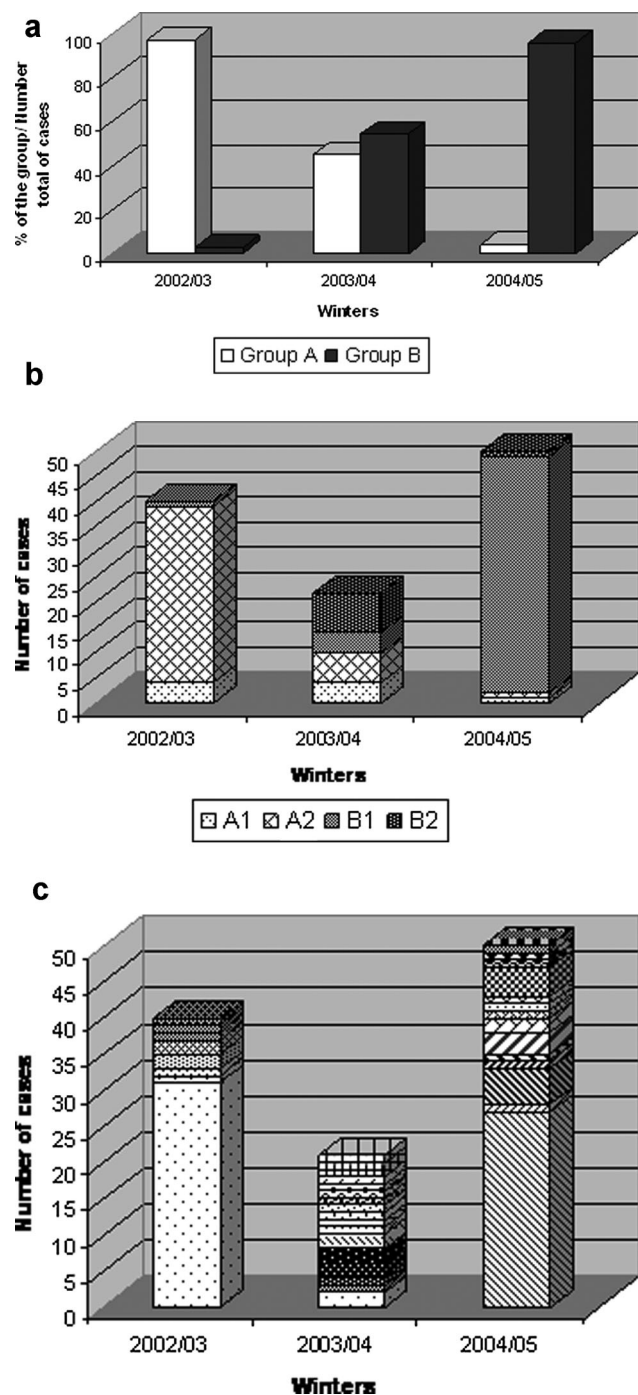 a
% of the group/ Number
total of cases
100
80
60
40
20
0
2002/03 2003/04 2004/05
Winters
Group A Group B
b
Number of cases
50
45
40
35
30
25
20
15
10
5
0
2002/03 2003/04 2004/05
Winters
A1 A2 B1 B2
c
Number of cases
50
45
40
35
30
25
20
15
10
5
0
2002/03 2003/04 2004/05
Winters